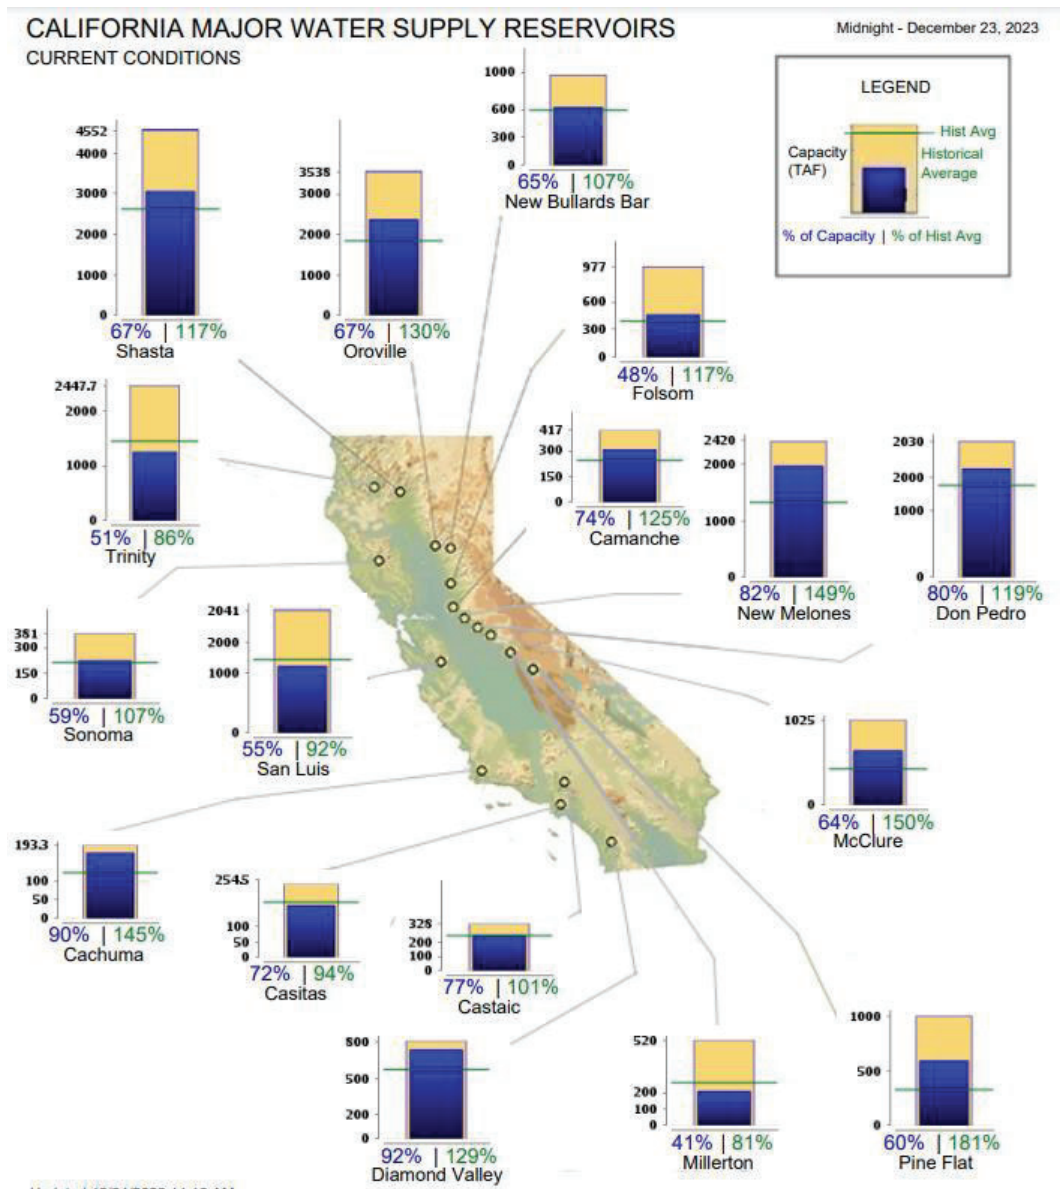 CALIFORNIA MAJOR WATER SUPPLY RESERVOIRS
Midnight - December 23, 2023
CURRENT CONDITIONS
LEGEND
Hist Avg
Capacity
(TAF)
Historical
Average
% of Capacity | % of Hist Avg
1000
600
300
0
65% | 107%
New Bullards Bar
4552
4000
3000
2000
1000
0
67% | 117%
Shasta
3538
3000
2000
1000
0
67% | 130%
Oroville
977
600
300
0
48% | 117%
Folsom
2447.7
2000
1000
0
51% | 86%
Trinity
417
300
150
0
74% | 125%
Camanche
2420
2000
1000
0
82% | 149%
New Melones
2030
2000
1000
0
80% | 119%
Don Pedro
381
300
150
0
59% | 107%
Sonoma
2041
2000
1000
0
55% | 92%
San Luis
1025
0
64% | 150%
McClure
193.3
100
50
0
90% | 145%
Cachuma
254.5
100
50
0
72% | 94%
Casitas
325
200
100
0
77% | 101%
Castaic
800
500
200
0
92% | 129%
Diamond Valley
520
200
100
0
41% | 81%
Millerton
1000
500
0
60% | 181%
Pine Flat